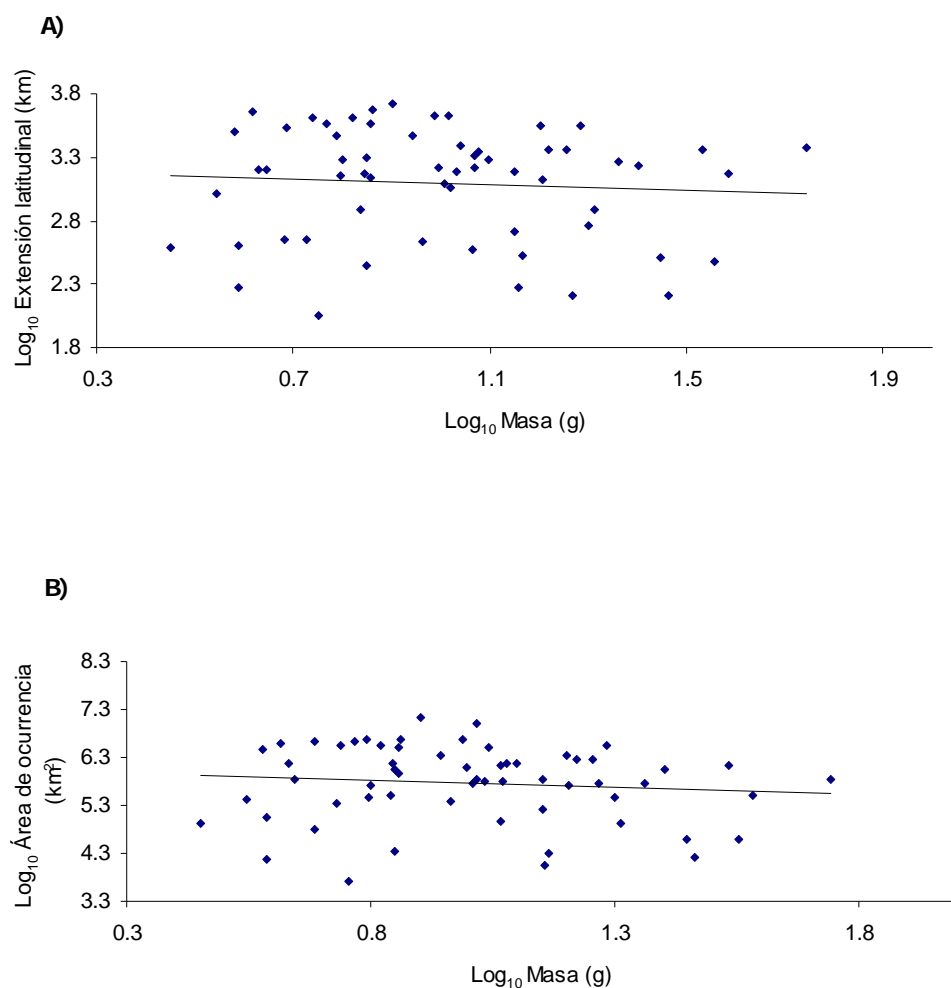 A)
Log₁₀ Extensión latitudinal (km)
3.8
3.3
2.8
2.3
1.8
0.3 0.7 1.1 1.5 1.9
Log₁₀ Masa (g)
B)
Log₁₀ Área de ocurrencia
(km²)
8.3
7.3
6.3
5.3
4.3
3.3
0.3 0.8 1.3 1.8
Log₁₀ Masa (g)